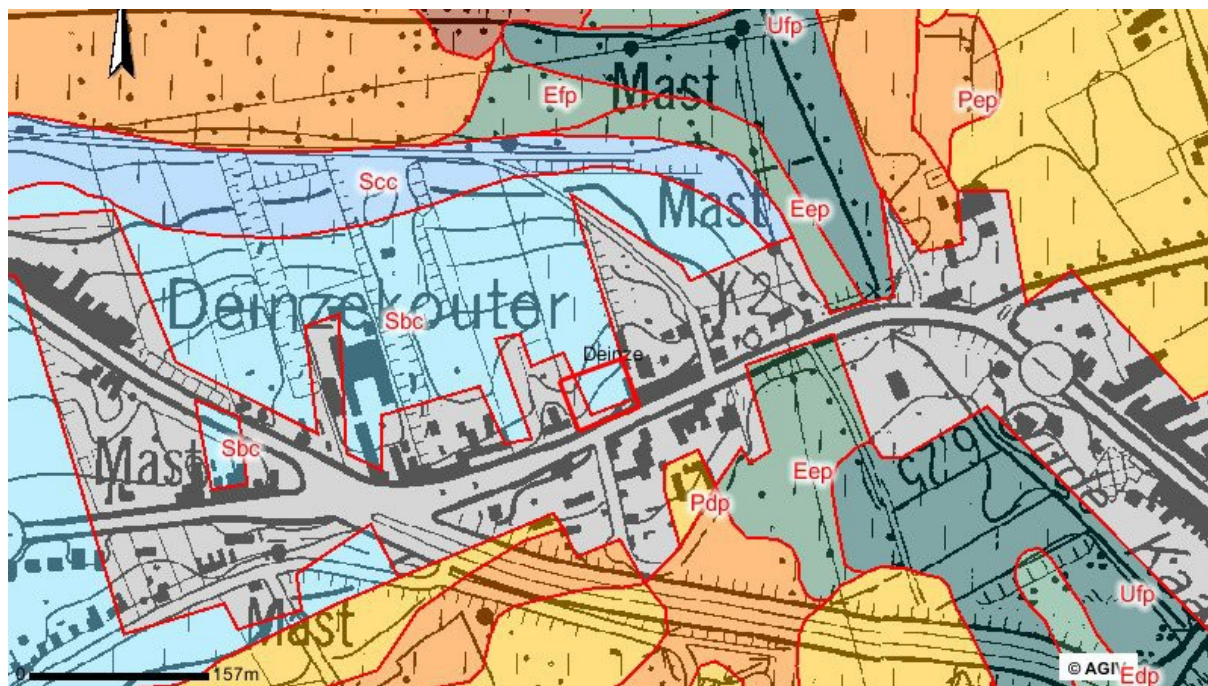 Ufp
Mast
Efp
Pep
Scc
Mast
Eep
K2
Deinzekouter
Sbc
Deinze
Mast
Sbc
Eep
Pdp
Mast
Ufp
0
157m
© AGIV
Edp